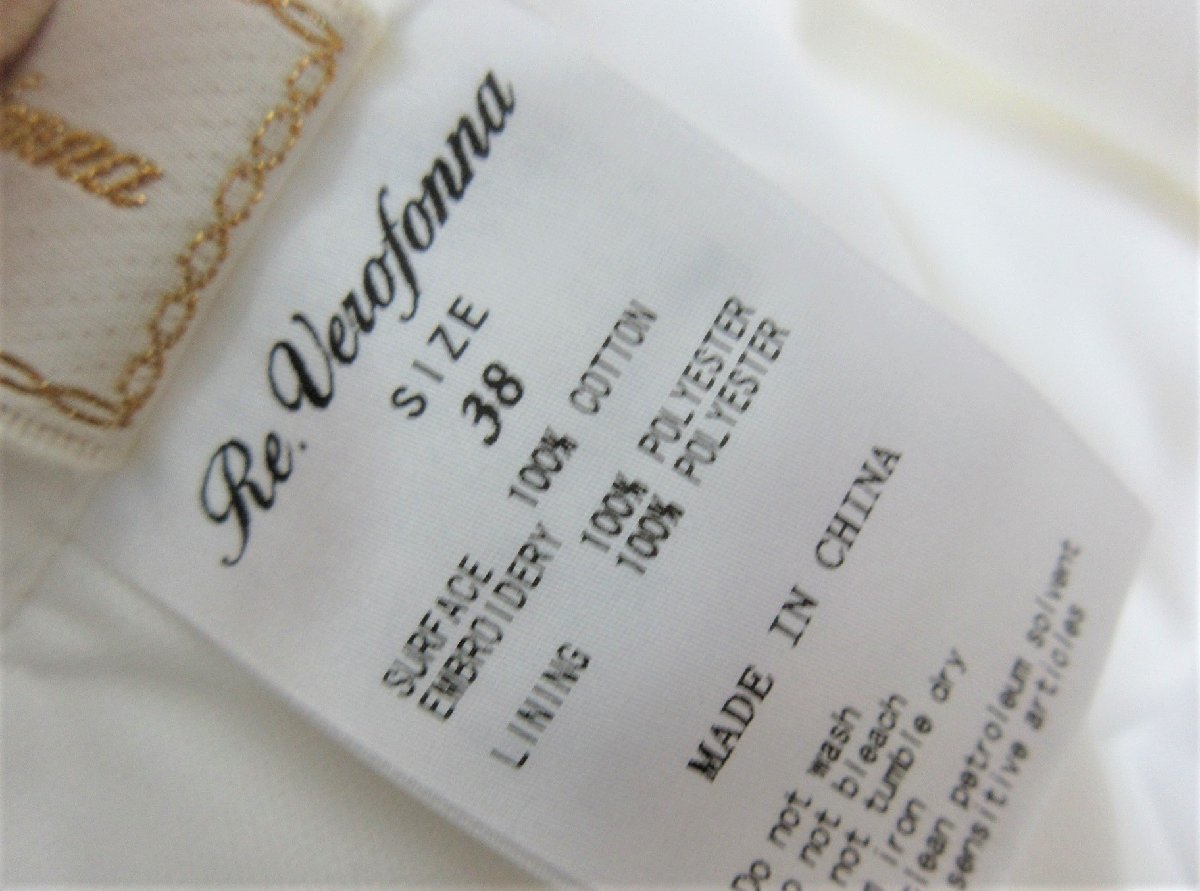 Re. Verofonna
SIZE
38
SURFACE 100% COTTON
EMBROIDERY 100% POLYESTER
LINING 100% POLYESTER
MADE IN CHINA
Do not wash
not bleach
not tumble dry
iron
petroleum solvent
sensitive articles